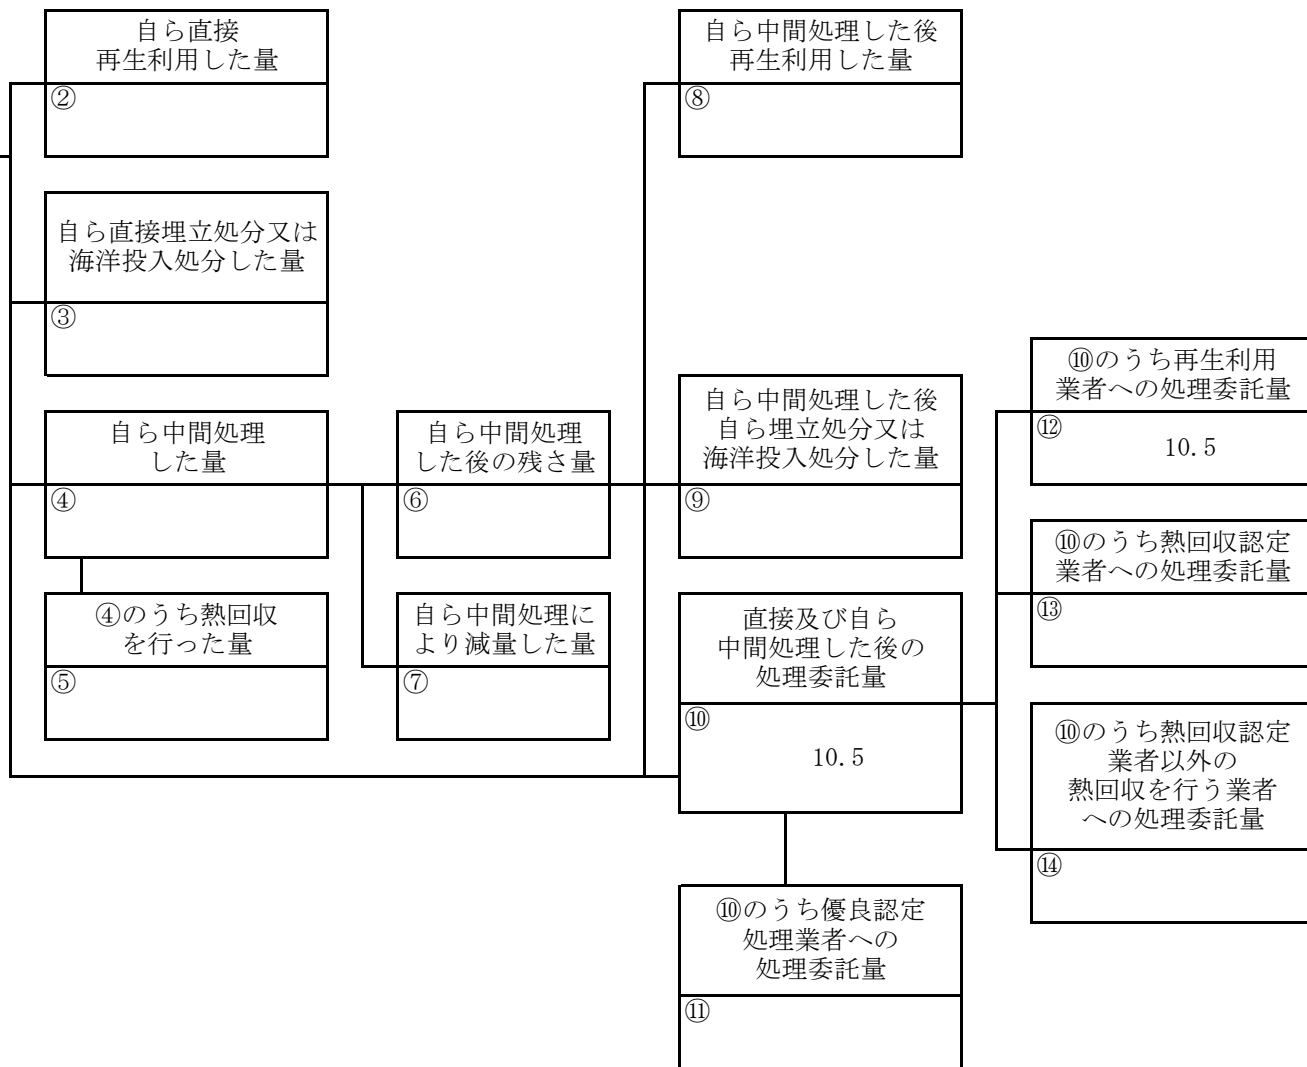 自ら直接
再生利用した量
②
自ら中間処理した後
再生利用した量
⑧
自ら直接埋立処分又は
海洋投入処分した量
③
⑩のうち再生利用
業者への処理委託量
⑫
10.5
自ら中間処理
した量
④
自ら中間処理
した後の残さ量
⑥
自ら中間処理した後
自ら埋立処分又は
海洋投入処分した量
⑨
⑩のうち熱回収認定
業者への処理委託量
⑬
④のうち熱回収
を行った量
⑤
自ら中間処理に
より減量した量
⑦
直接及び自ら
中間処理した後の
処理委託量
⑩
10.5
⑩のうち熱回収認定
業者以外の
熱回収を行う業者
への処理委託量
⑭
⑩のうち優良認定
処理業者への
処理委託量
⑪